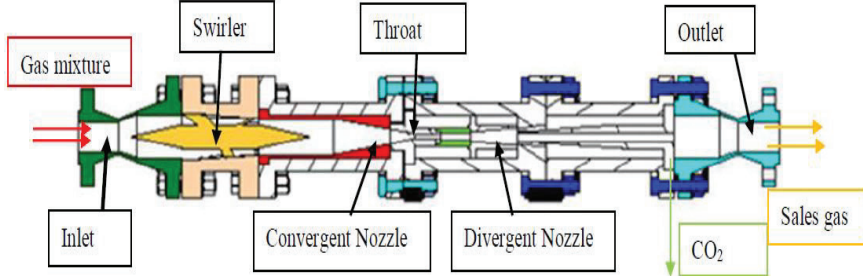 Swirler
Throat
Outlet
Gas mixture
Inlet
Convergent Nozzle
Divergent Nozzle
CO₂
Sales gas